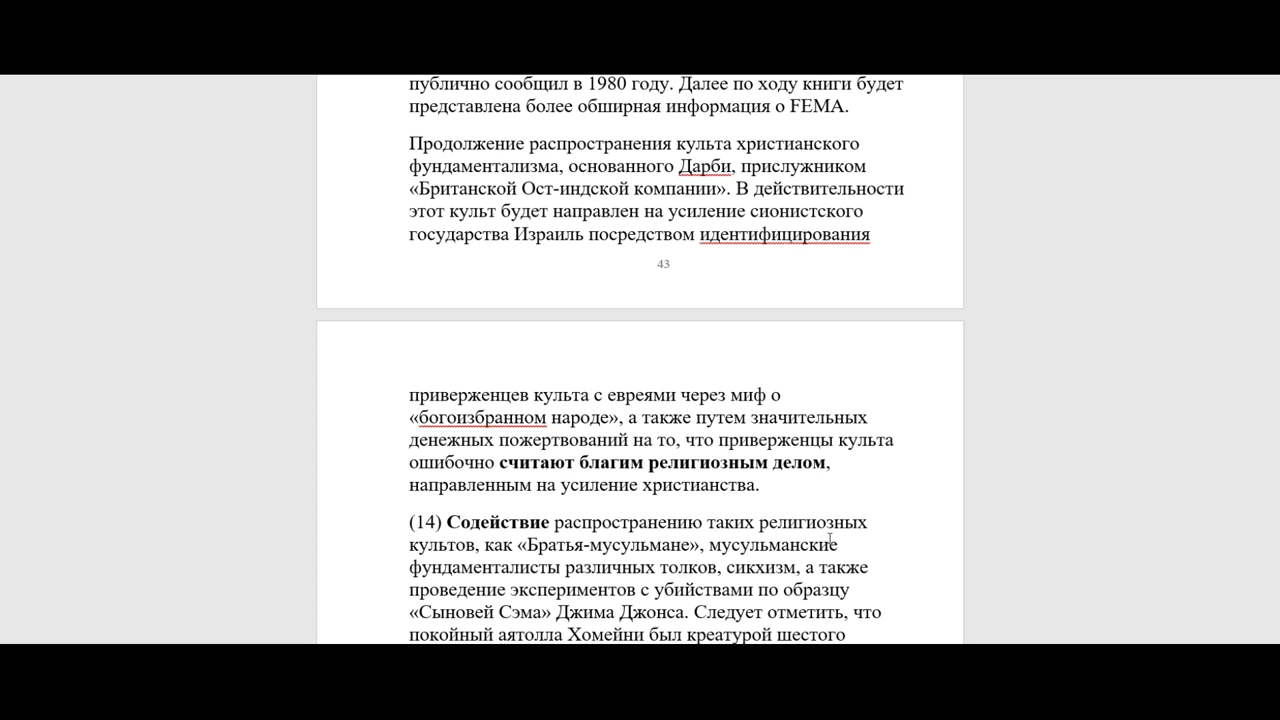 публично сообщил в 1980 году. Далее по ходу книги будет
представлена более обширная информация о FEMA.
Продолжение распространения культа христианского
фундаментализма, основанного Дарби, прислужником
«Британской Ост-индской компании». В действительности
этот культ будет направлен на усиление сионистского
государства Израиль посредством идентифицирования
43
приверженцев культа с евреями через миф о
«богоизбранном народе», а также путем значительных
денежных пожертвований на то, что приверженцы культа
ошибочно считают благим религиозным делом,
направленным на усиление христианства.
(14) Содействие распространению таких религиозных
культов, как «Братья-мусульмане», мусульманские
фундаменталисты различных толков, сикхизм, а также
проведение экспериментов с убийствами по образцу
«Сыновей Сэма» Джима Джонса. Следует отметить, что
покойный аятолла Хомейни был креатурой шестого